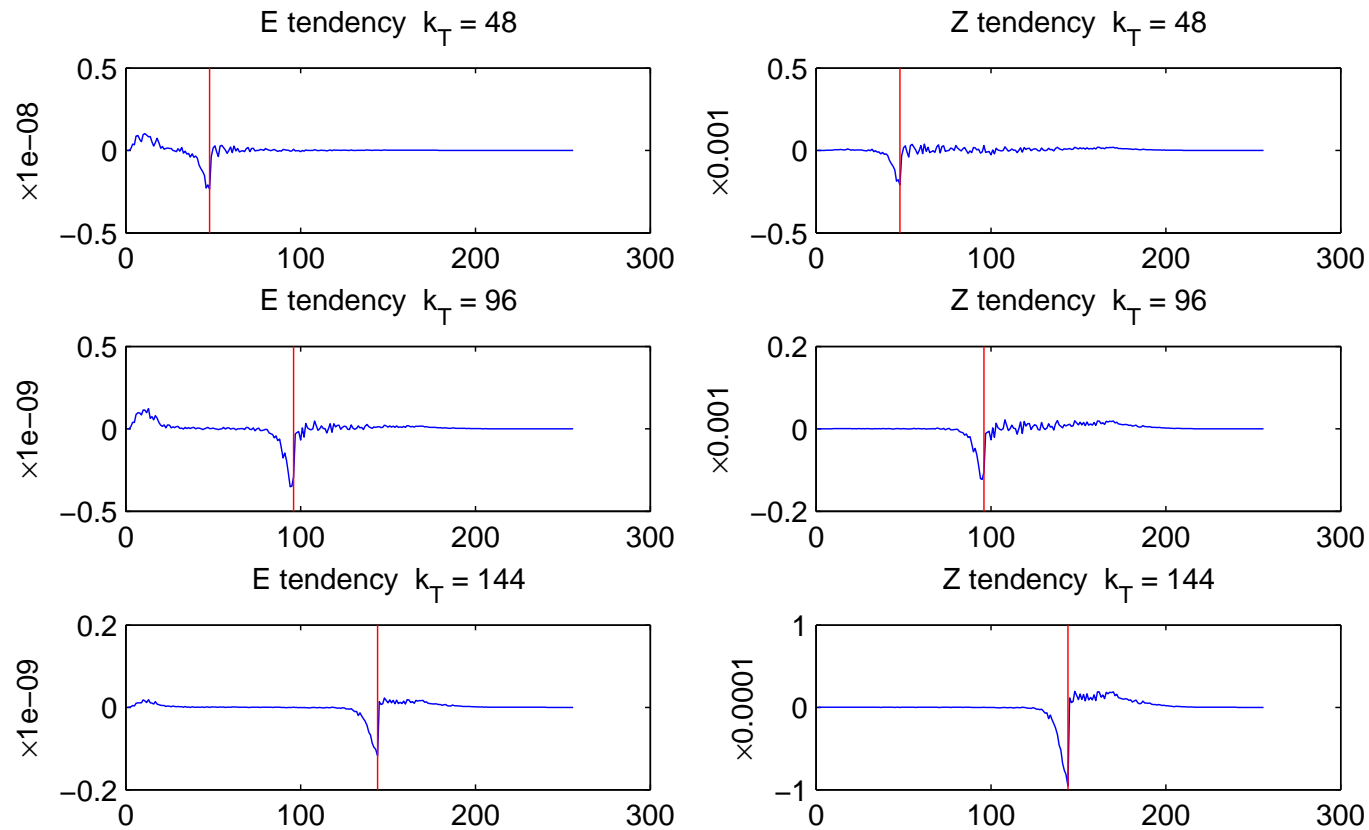 E tendency k_T = 48
0.5
0
−0.5
×1e−08
0 100 200 300
Z tendency k_T = 48
0.5
0
−0.5
×0.001
0 100 200 300
E tendency k_T = 96
0.5
0
−0.5
×1e−09
0 100 200 300
Z tendency k_T = 96
0.2
0
−0.2
×0.001
0 100 200 300
E tendency k_T = 144
0.2
0
−0.2
×1e−09
0 100 200 300
Z tendency k_T = 144
1
0
−1
×0.0001
0 100 200 300